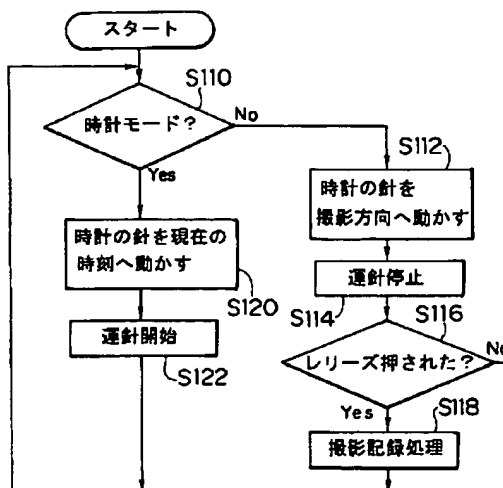 スタート
S110
時計モード?
No
Yes
S112
時計の針を
撮影方向へ動かす
時計の針を現在の
時刻へ動かす
S120
運針停止
S114
S116
運針開始
S122
レリーズ押された?
No
Yes
S118
撮影記録処理